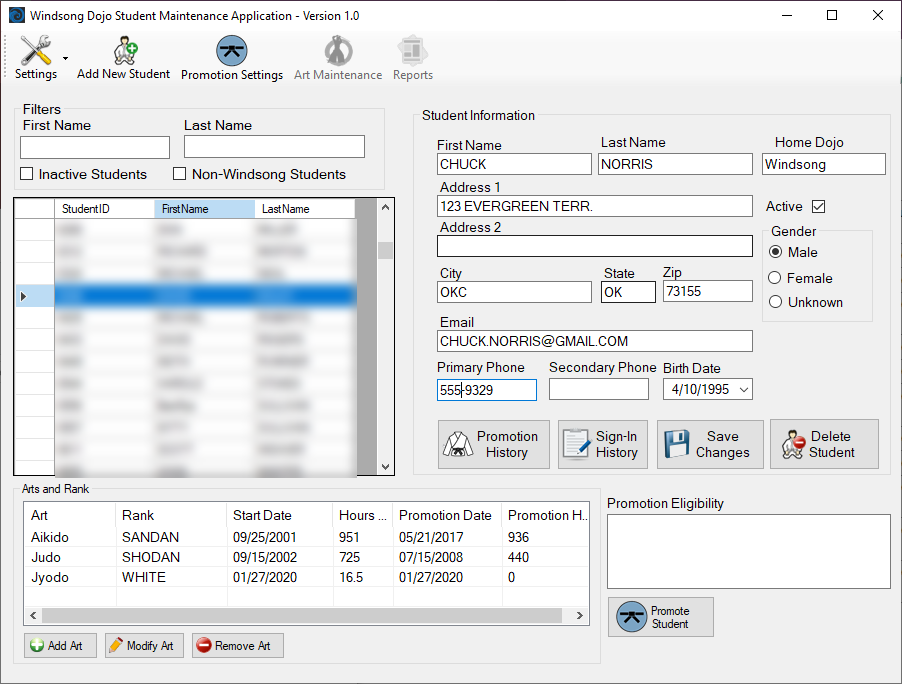 Windsong Dojo Student Maintenance Application - Version 1.0
Settings Add New Student Promotion Settings Art Maintenance Reports
Filters
First Name Last Name
Inactive Students Non-Windsong Students
StudentID FirstName LastName
Student Information
First Name Last Name Home Dojo
CHUCK NORRIS Windsong
Address 1
123 EVERGREEN TERR.
Active
Address 2
Gender
Male
Female
Unknown
City State Zip
OKC OK 73155
Email
CHUCK.NORRIS@GMAIL.COM
Primary Phone Secondary Phone Birth Date
555-9329 4/10/1995
Promotion History
Sign-In History
Save Changes
Delete Student
Arts and Rank
Art Rank Start Date Hours ... Promotion Date Promotion H...
Aikido SANDAN 09/25/2001 951 05/21/2017 936
Judo SHODAN 09/15/2002 725 07/15/2008 440
Jyodo WHITE 01/27/2020 16.5 01/27/2020 0
Add Art Modify Art Remove Art
Promotion Eligibility
Promote Student